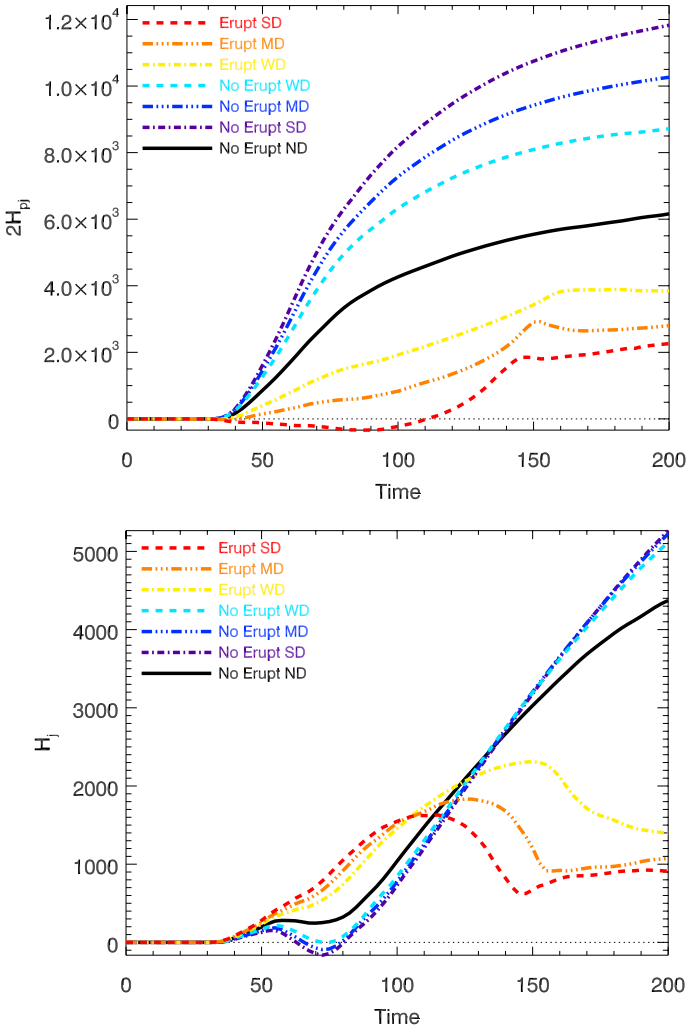 1.2×10⁴
1.0×10⁴
8.0×10³
6.0×10³
4.0×10³
2.0×10³
0
2Hpj
Erupt SD
Erupt MD
Erupt WD
No Erupt WD
No Erupt MD
No Erupt SD
No Erupt ND
0 50 100 150 200
Time
5000
4000
3000
2000
1000
0
Hj
Erupt SD
Erupt MD
Erupt WD
No Erupt WD
No Erupt MD
No Erupt SD
No Erupt ND
0 50 100 150 200
Time